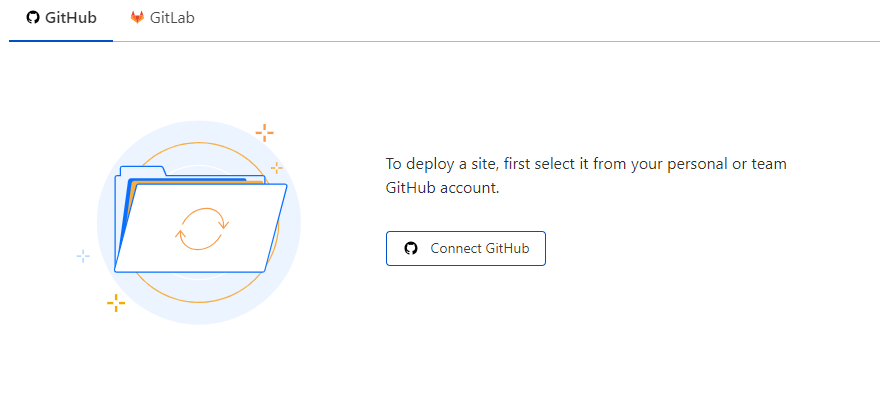 GitHub GitLab
To deploy a site, first select it from your personal or team
GitHub account.
Connect GitHub